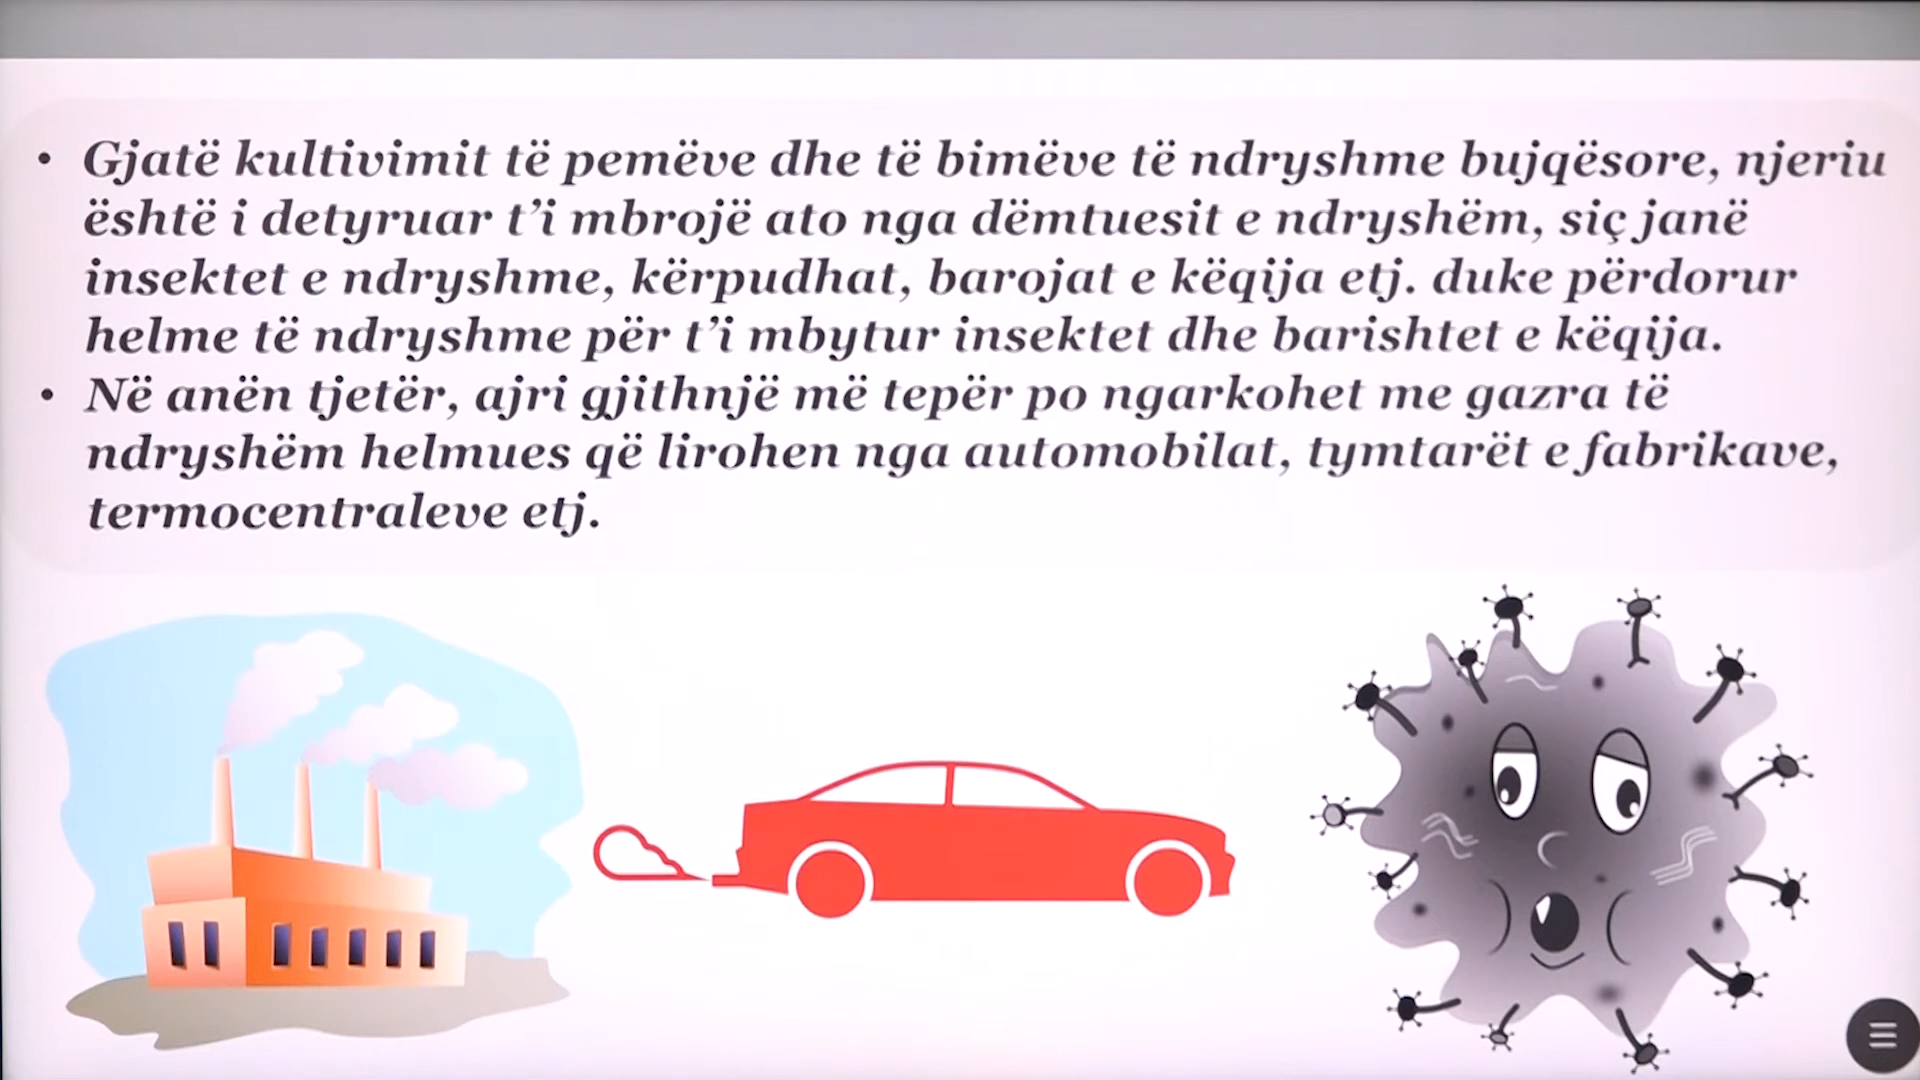 • Gjatë kultivimit të pemëve dhe të bimëve të ndryshme bujqësore, njeriu
është i detyruar t’i mbrojë ato nga dëmtuesit e ndryshëm, siç janë
insektet e ndryshme, kërpudhat, barojat e këqija etj. duke përdorur
helme të ndryshme për t’i mbytur insektet dhe barishtet e këqija.
• Në anën tjetër, ajri gjithnjë më tepër po ngarkohet me gazra të
ndryshëm helmues që lirohen nga automobilat, tymtarët e fabrikave,
termocentraleve etj.